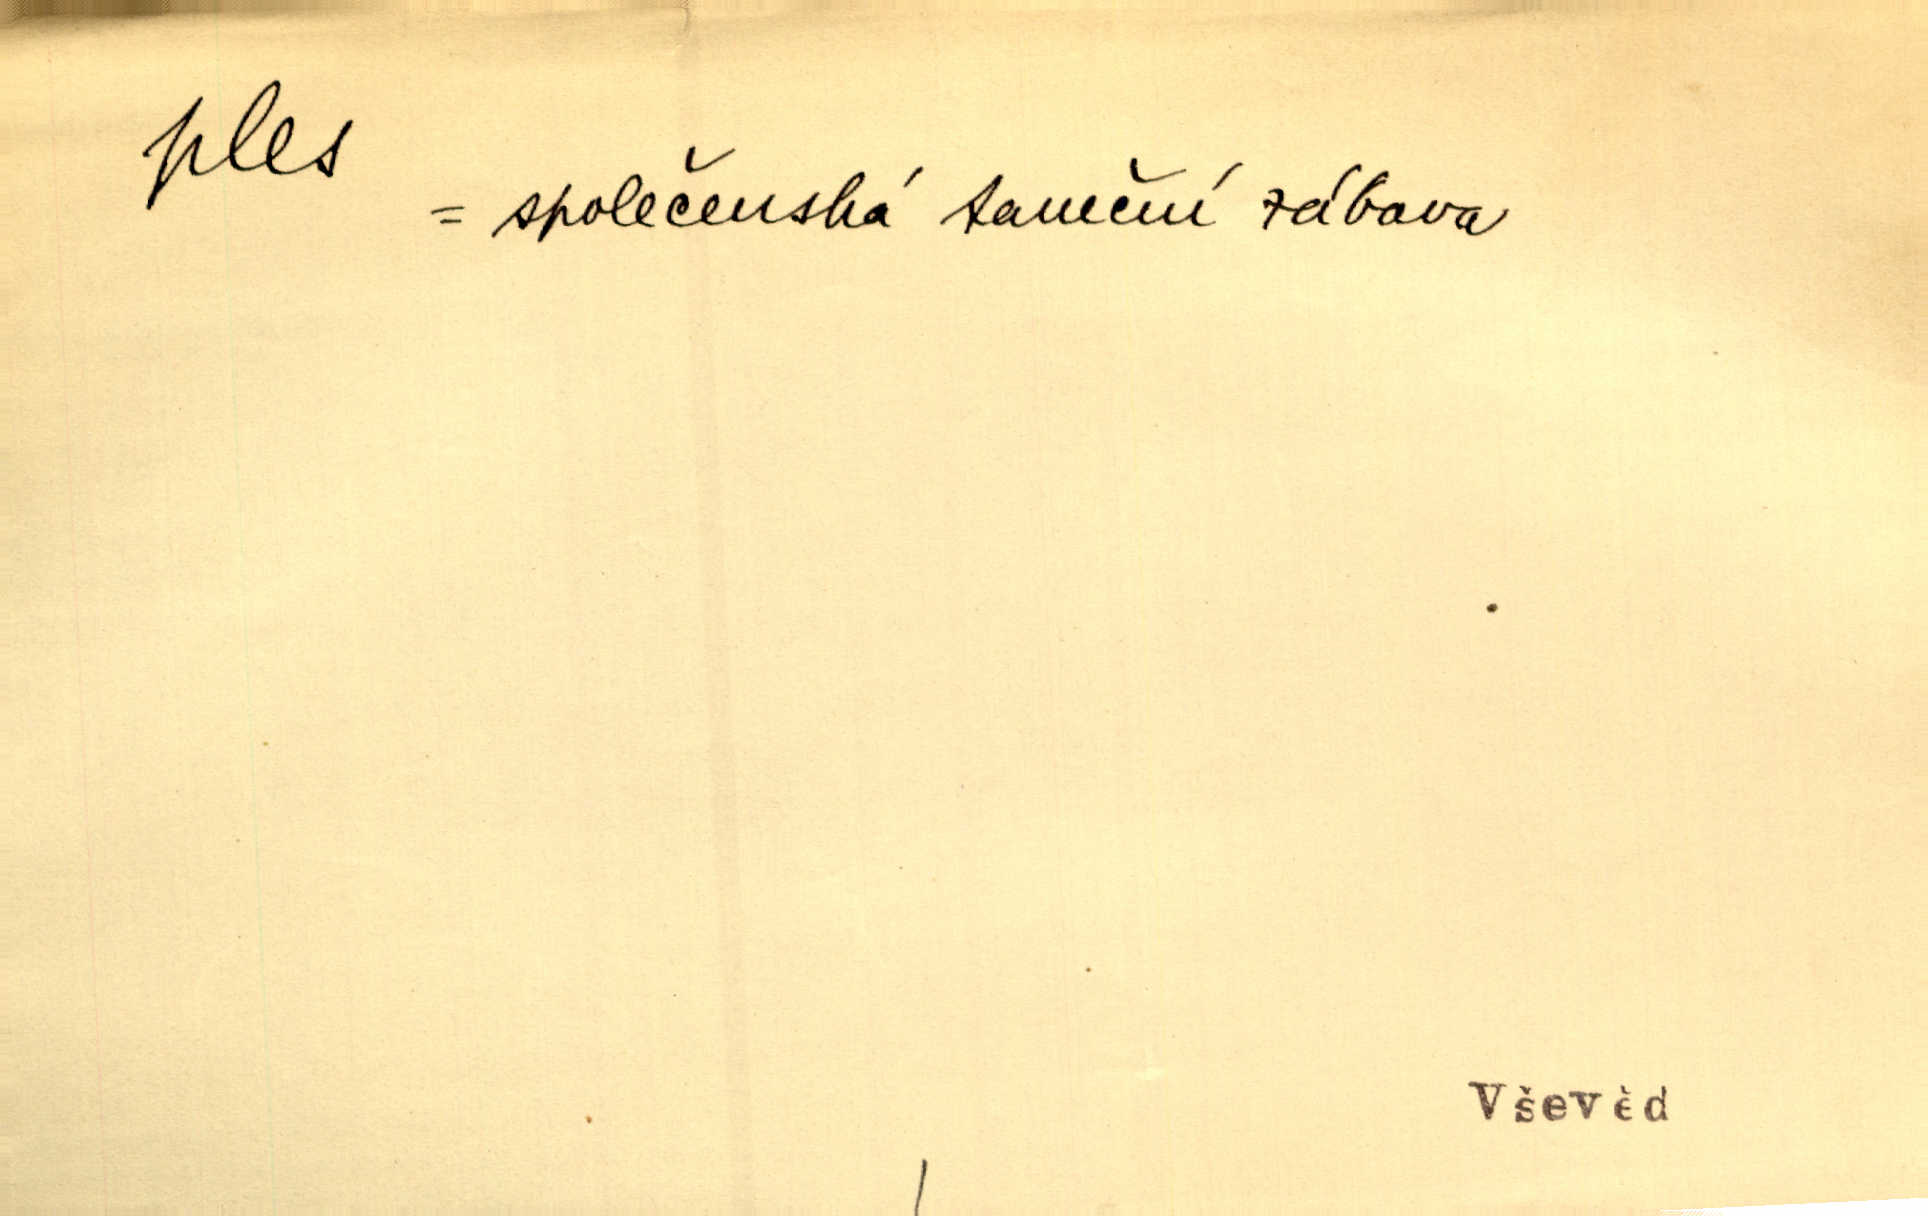 ples
= společenská taneční zábava
Vševěd